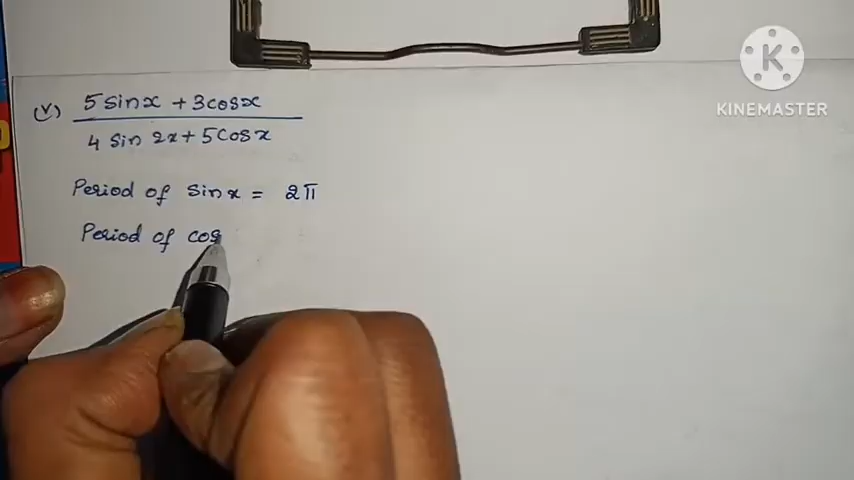 (V) 5 sin x + 3 cos x
4 sin 2x + 5 cos x
Period of sin x = 2π
Period of cos
K
KINEMASTER